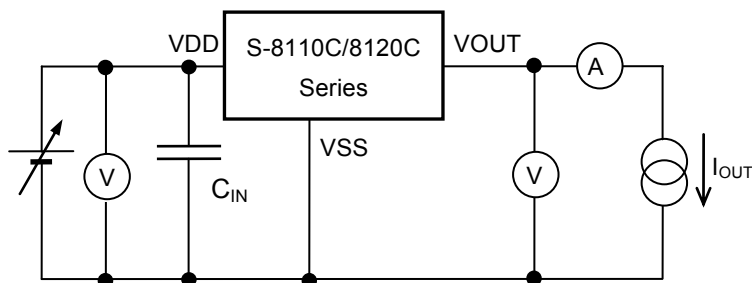 VDD
S-8110C/8120C
Series
VOUT
A
VSS
V
CIN
V
IOUT